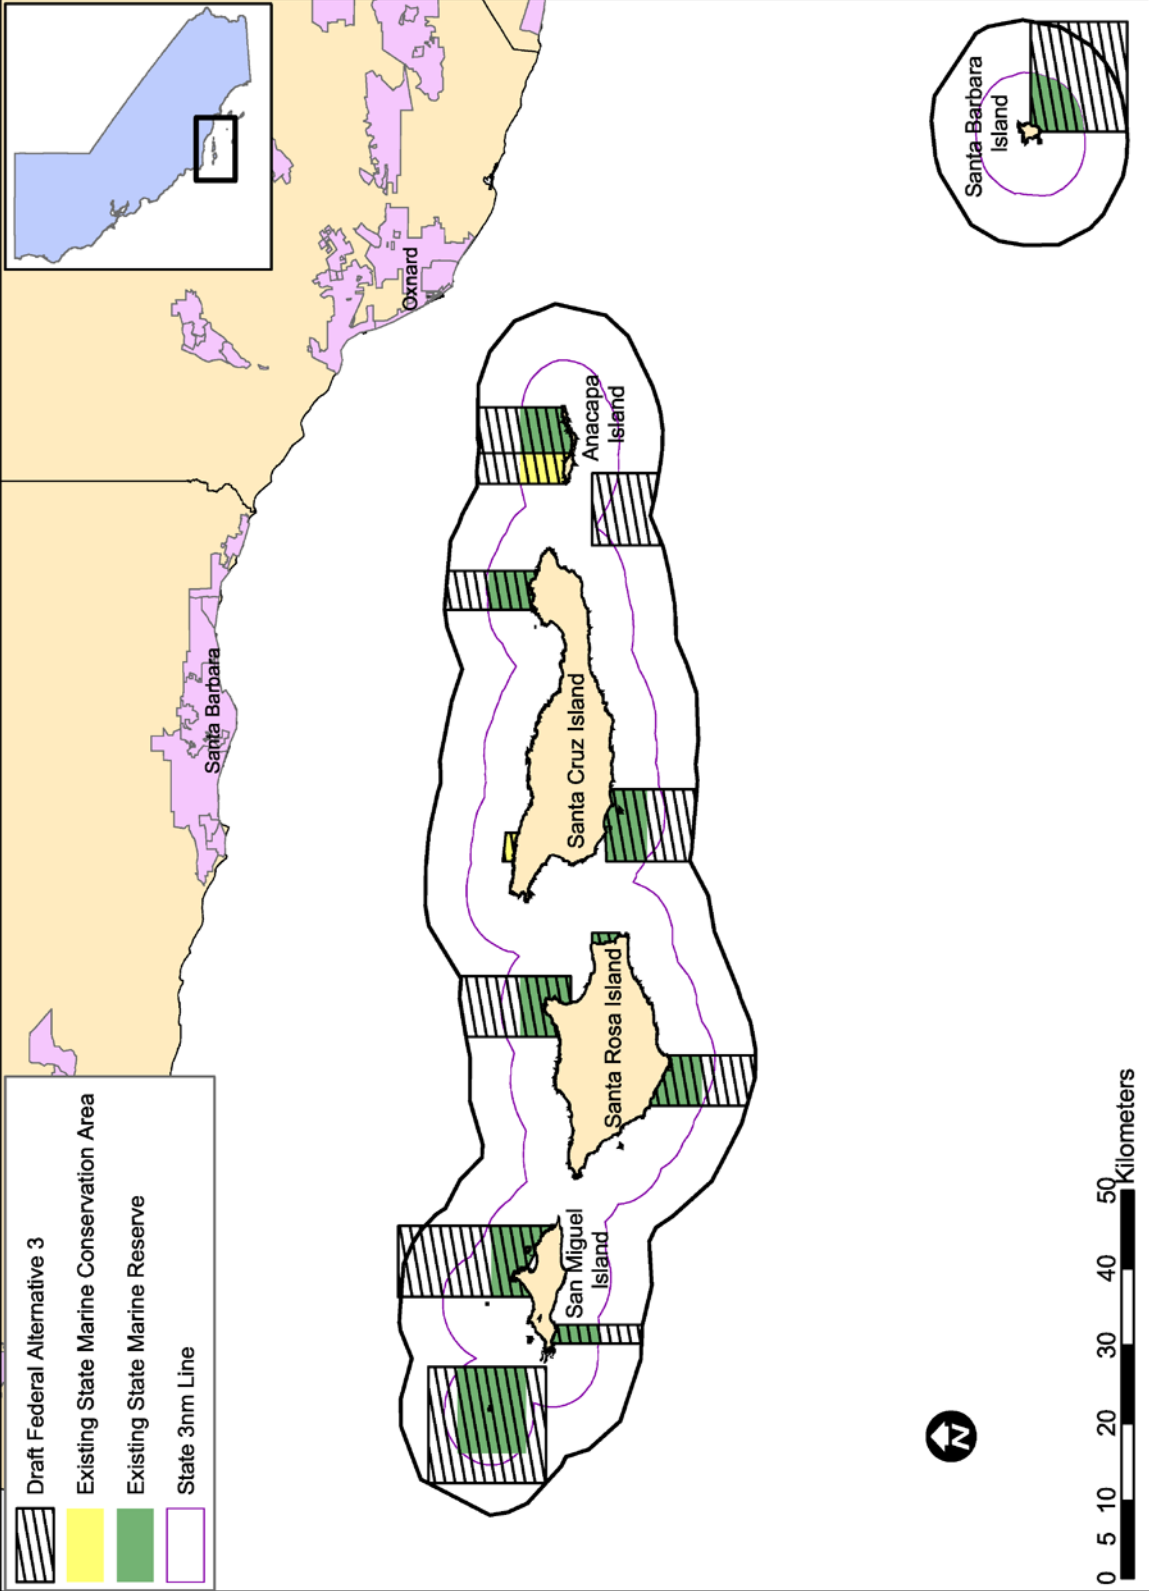 Draft Federal Alternative 3
Existing State Marine Conservation Area
Existing State Marine Reserve
State 3nm Line
Santa Barbara
Oxnard
San Miguel
Island
Santa Rosa Island
Santa Cruz Island
Anacapa
Island
Santa Barbara
Island
N
0 5 10 20 30 40 50
Kilometers